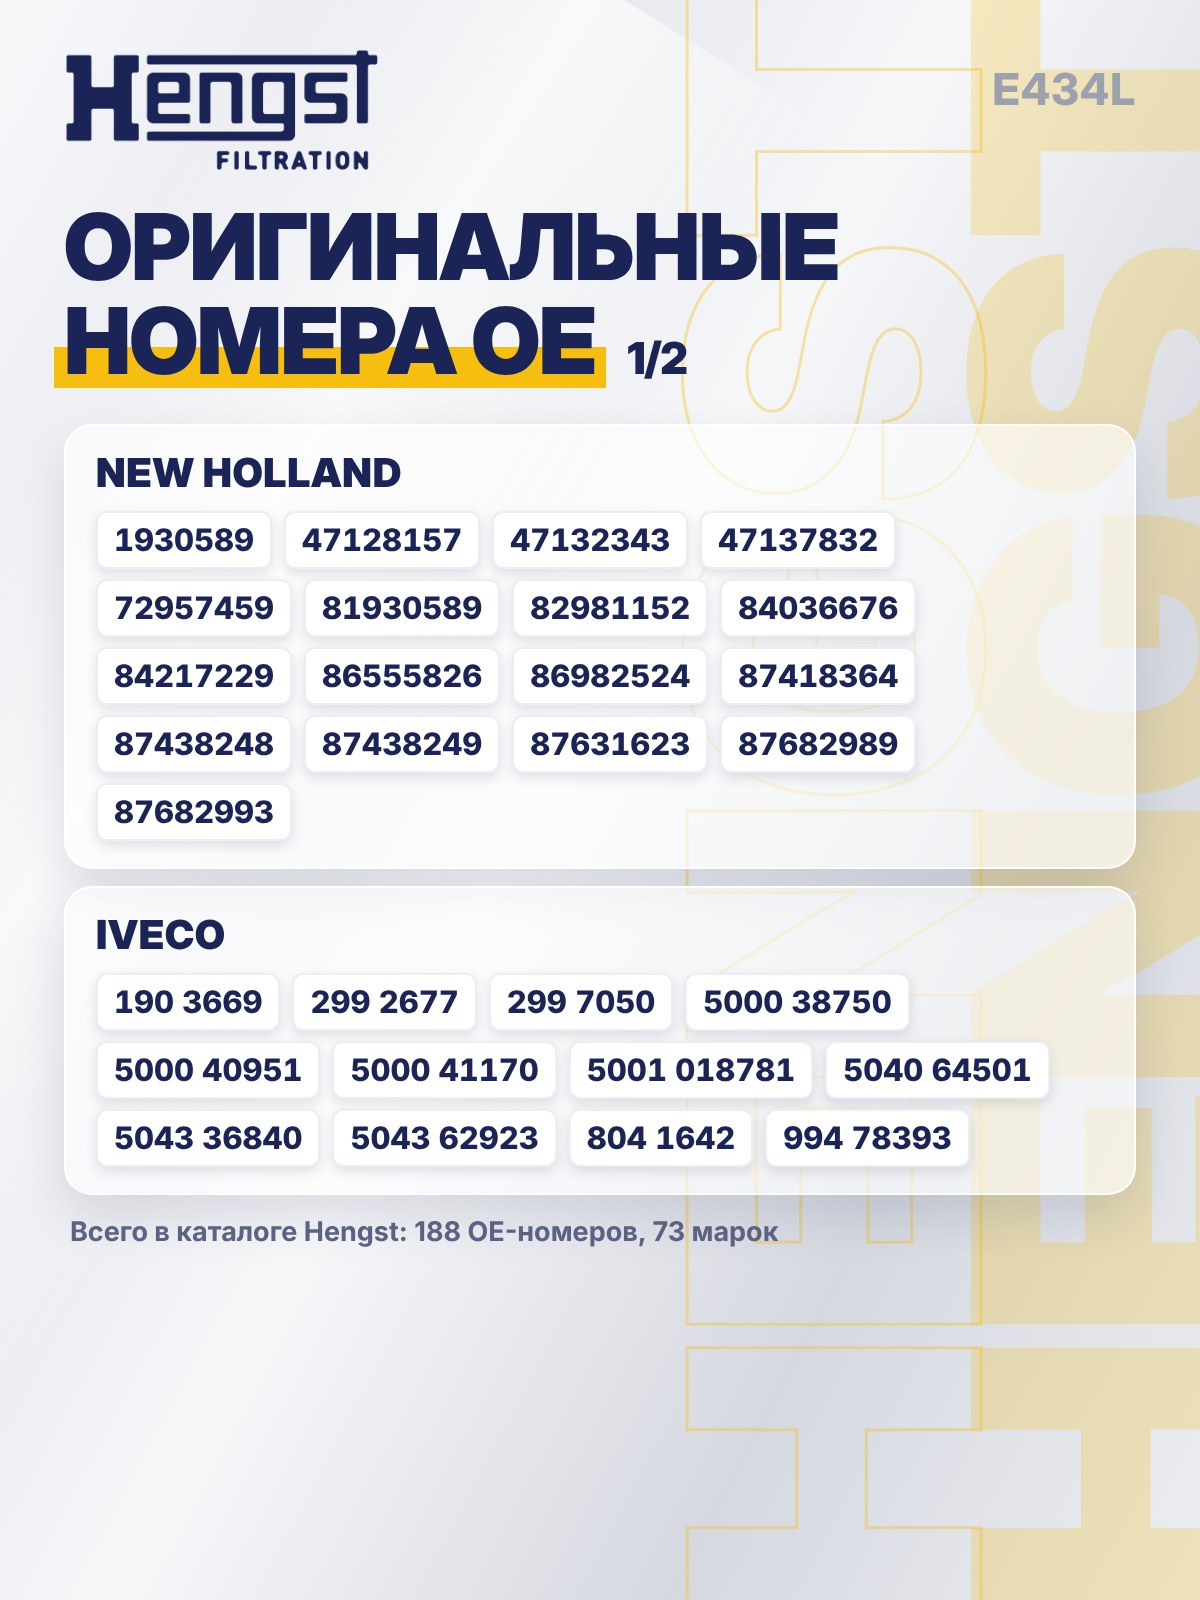 Hengst
FILTRATION
E434L
ОРИГИНАЛЬНЫЕ
НОМЕРА OE 1/2
NEW HOLLAND
1930589 47128157 47132343 47137832
72957459 81930589 82981152 84036676
84217229 86555826 86982524 87418364
87438248 87438249 87631623 87682989
87682993
IVECO
190 3669 299 2677 299 7050 5000 38750
5000 40951 5000 41170 5001 018781 5040 64501
5043 36840 5043 62923 804 1642 994 78393
Всего в каталоге Hengst: 188 OE-номеров, 73 марок
HENGST
HENGST